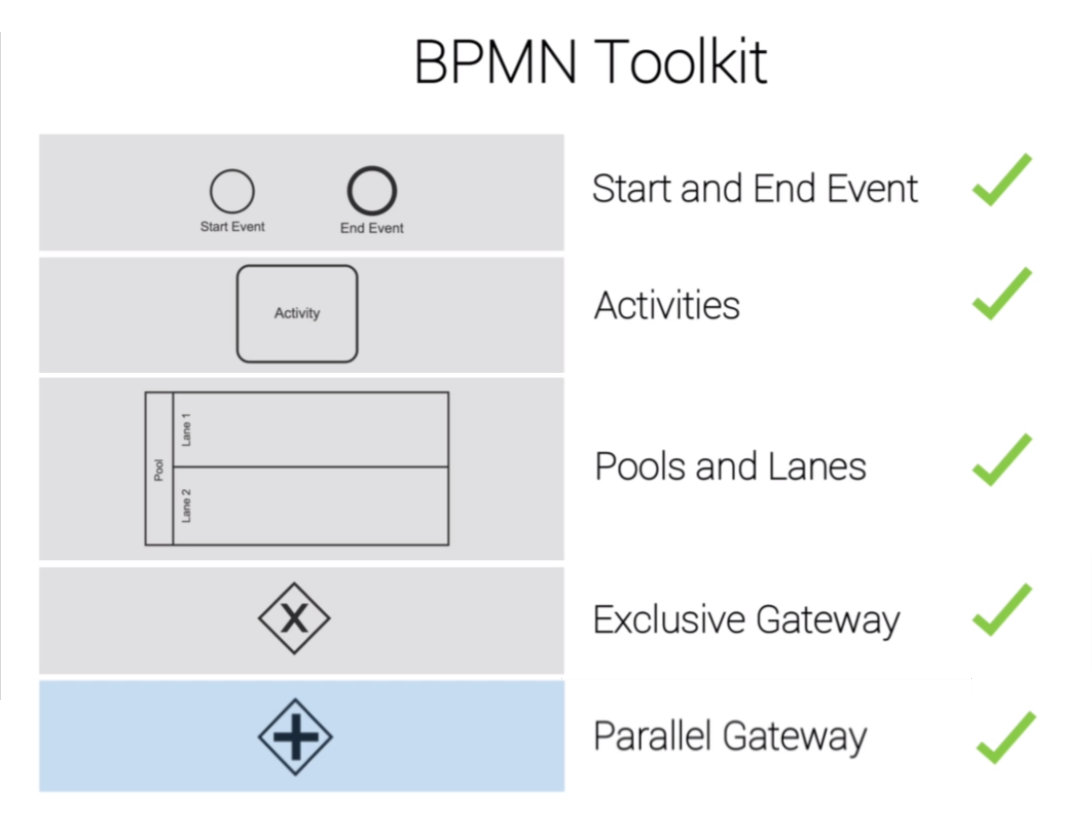 BPMN Toolkit
Start Event
End Event
Start and End Event
Activity
Activities
Pool
Lane 1
Lane 2
Pools and Lanes
X
Exclusive Gateway
Parallel Gateway